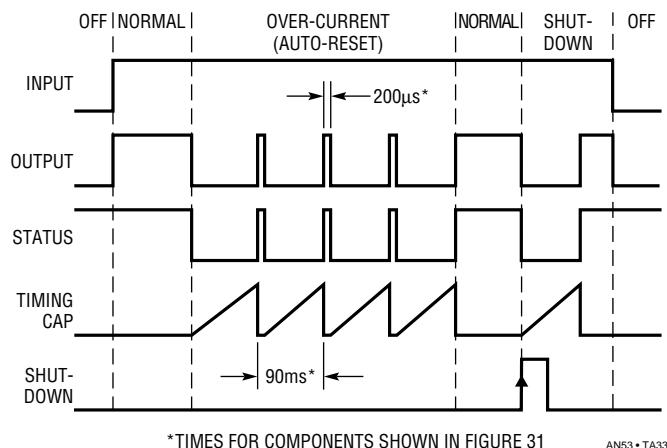 OFF NORMAL OVER-CURRENT NORMAL SHUT- OFF
(AUTO-RESET) DOWN
INPUT
200µs*
OUTPUT
STATUS
TIMING
CAP
90ms*
SHUT-
DOWN
*TIMES FOR COMPONENTS SHOWN IN FIGURE 31
AN53 • TA33